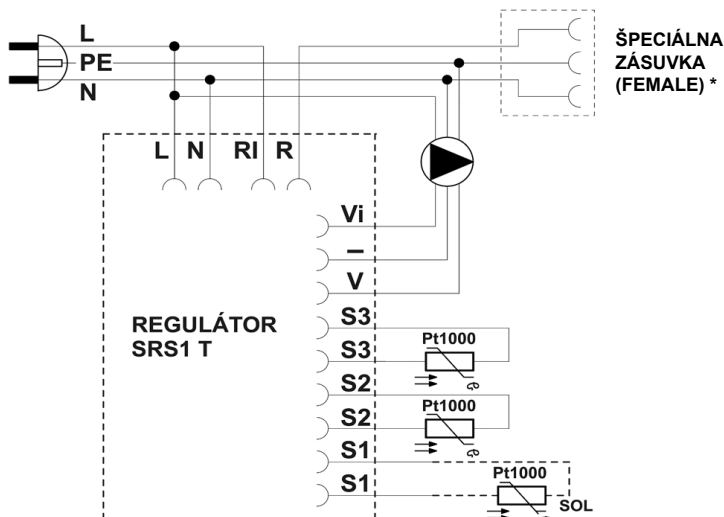 L
PE
N
ŠPECIÁLNA
ZÁSUVKA
(FEMALE) *
L N RI R
Vi
–
V
REGULÁTOR
SRS1 T
S3
S3
Pt1000
S2
S2
Pt1000
S1
S1
Pt1000
SOL